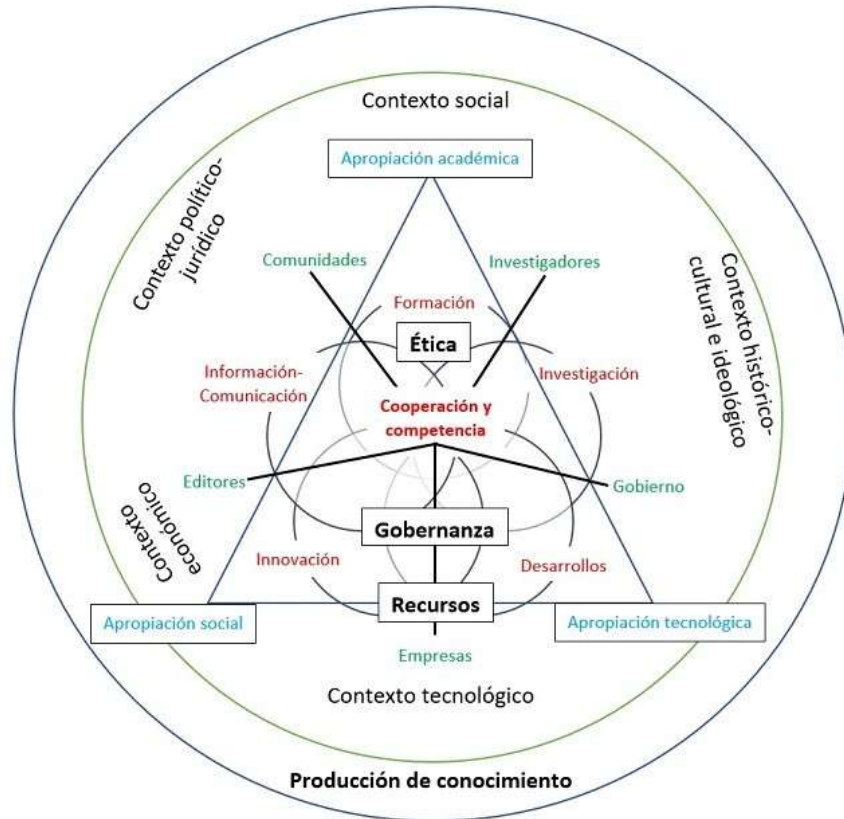 Contexto social
Apropiación académica
Contexto político-
jurídico
Contexto histórico-
cultural e ideológico
Comunidades
Investigadores
Formación
Ética
Información-
Comunicación
Investigación
Cooperación y
competencia
Editores
Gobierno
Contexto
económico
Gobernanza
Innovación
Desarrollos
Recursos
Apropiación social
Apropiación tecnológica
Empresas
Contexto tecnológico
Producción de conocimiento